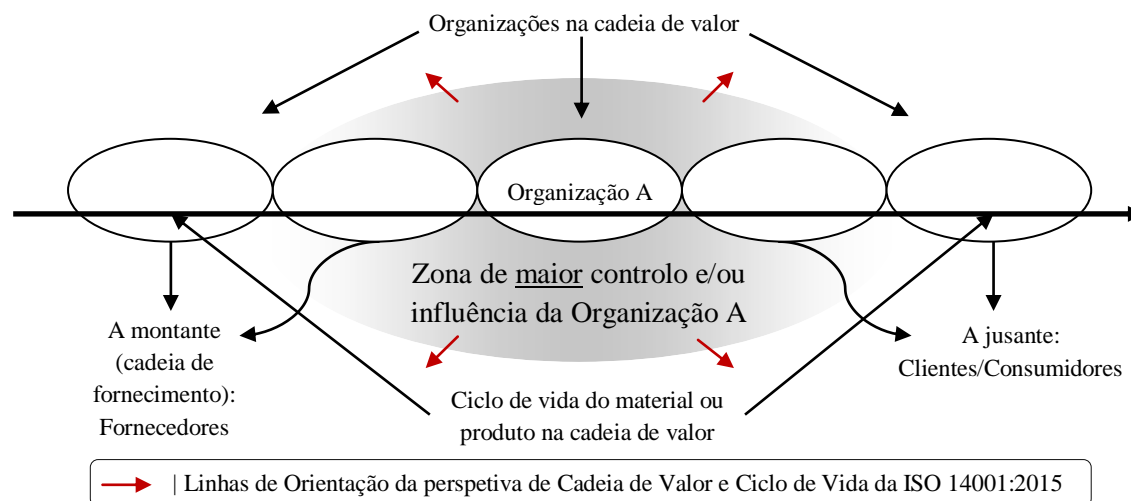 Organizações na cadeia de valor
Organização A
Zona de maior controlo e/ou
influência da Organização A
A montante
(cadeia de
fornecimento):
Fornecedores
A jusante:
Clientes/Consumidores
Ciclo de vida do material ou
produto na cadeia de valor
| Linhas de Orientação da perspetiva de Cadeia de Valor e Ciclo de Vida da ISO 14001:2015